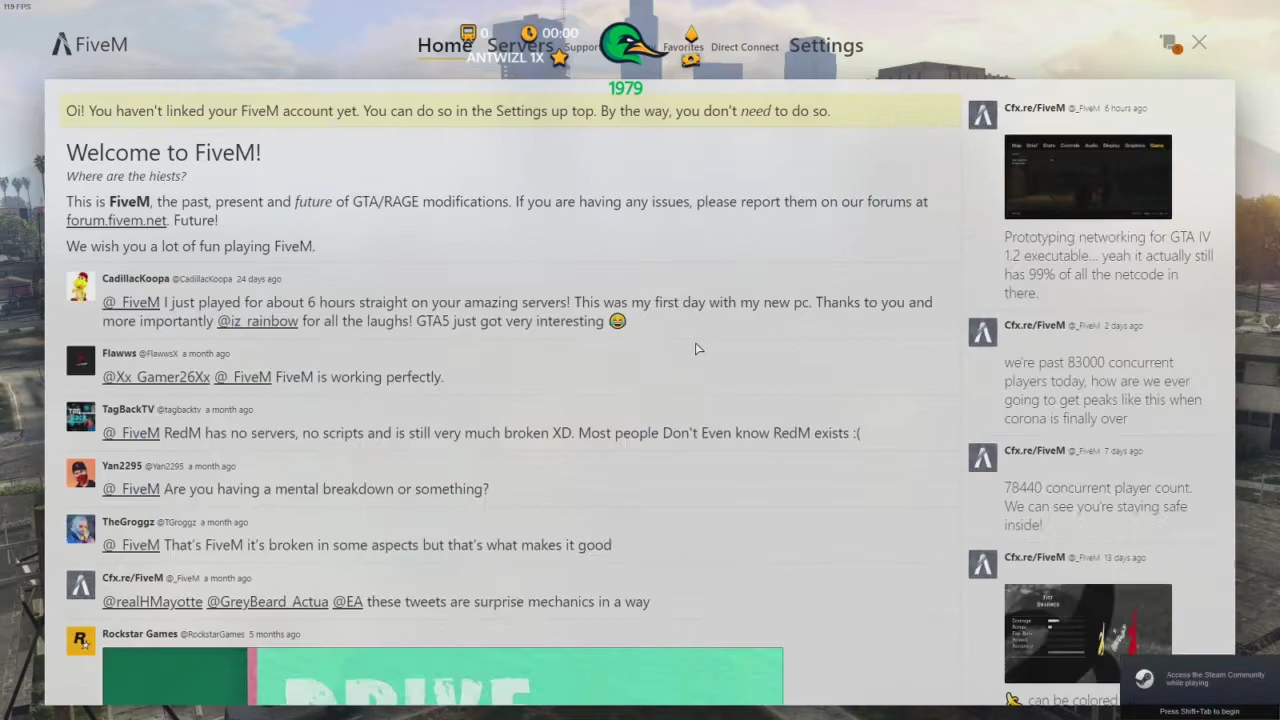 119 FPS
FiveM
Home
Servers
Support
Favorites
Direct Connect
Settings
0
00:00
ANTWIZL 1X
1979
Oi! You haven't linked your FiveM account yet. You can do so in the Settings up top. By the way, you don't need to do so.
Welcome to FiveM!
Where are the hiests?
This is FiveM, the past, present and future of GTA/RAGE modifications. If you are having any issues, please report them on our forums at
forum.fivem.net. Future!
We wish you a lot of fun playing FiveM.
CadillacKoopa @CadillacKoopa 24 days ago
@_FiveM I just played for about 6 hours straight on your amazing servers! This was my first day with my new pc. Thanks to you and
more importantly @iz_rainbow for all the laughs! GTA5 just got very interesting 😂
Flawws @FlawwsX a month ago
@Xx_Gamer26Xx @_FiveM FiveM is working perfectly.
TagBackTV @tagbacktv a month ago
@_FiveM RedM has no servers, no scripts and is still very much broken XD. Most people Don't Even know RedM exists :(
Yan2295 @Yan2295 a month ago
@_FiveM Are you having a mental breakdown or something?
TheGroggz @TGroggz a month ago
@_FiveM That's FiveM it's broken in some aspects but that's what makes it good
Cfx.re/FiveM @_FiveM a month ago
@realHMayotte @GreyBeard_Actua @EA these tweets are surprise mechanics in a way
Rockstar Games @RockstarGames 5 months ago
Cfx.re/FiveM @_FiveM 6 hours ago
Map Brief Stats Controls Audio Display Graphics Game
Prototyping networking for GTA IV
1.2 executable... yeah it actually still
has 99% of all the netcode in
there.
Cfx.re/FiveM @_FiveM 2 days ago
we're past 83000 concurrent
players today, how are we ever
going to get peaks like this when
corona is finally over
Cfx.re/FiveM @_FiveM 7 days ago
78440 concurrent player count.
We can see you're staying safe
inside!
Cfx.re/FiveM @_FiveM 13 days ago
can be colored
Access the Steam Community
while playing
Press Shift+Tab to begin